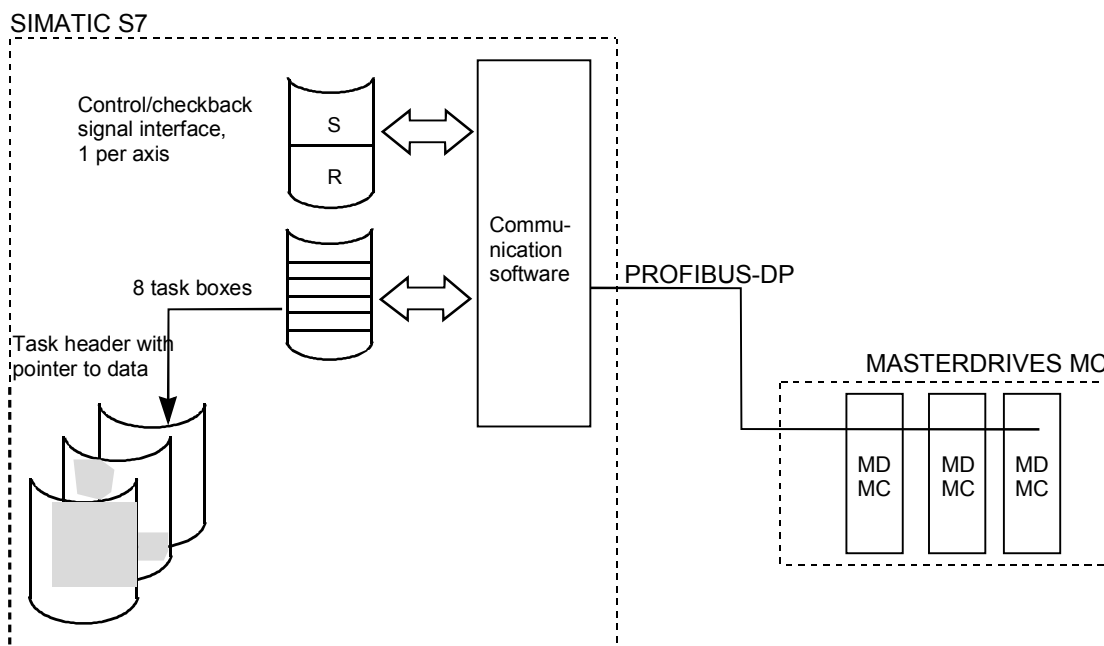 SIMATIC S7
Control/checkback
signal interface,
1 per axis
S
R
Commu-
nication
software
8 task boxes
PROFIBUS-DP
Task header with
pointer to data
MASTERDRIVES MC
MD
MC
MD
MC
MD
MC